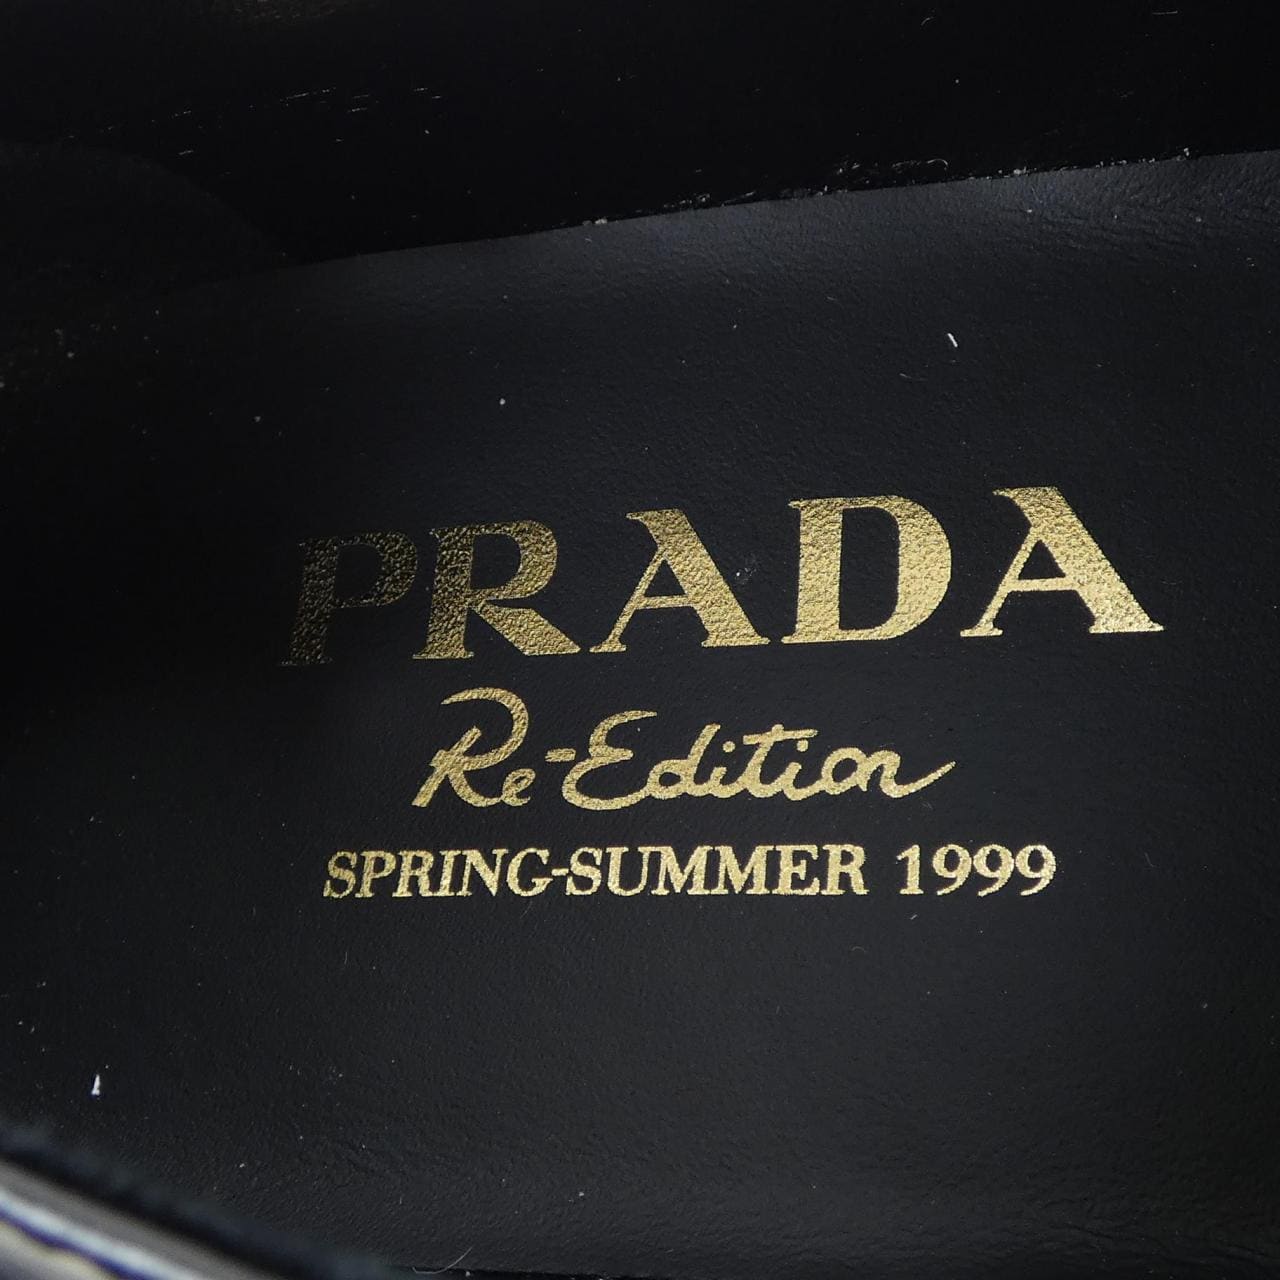 PRADA
Re-Edition
SPRING-SUMMER 1999